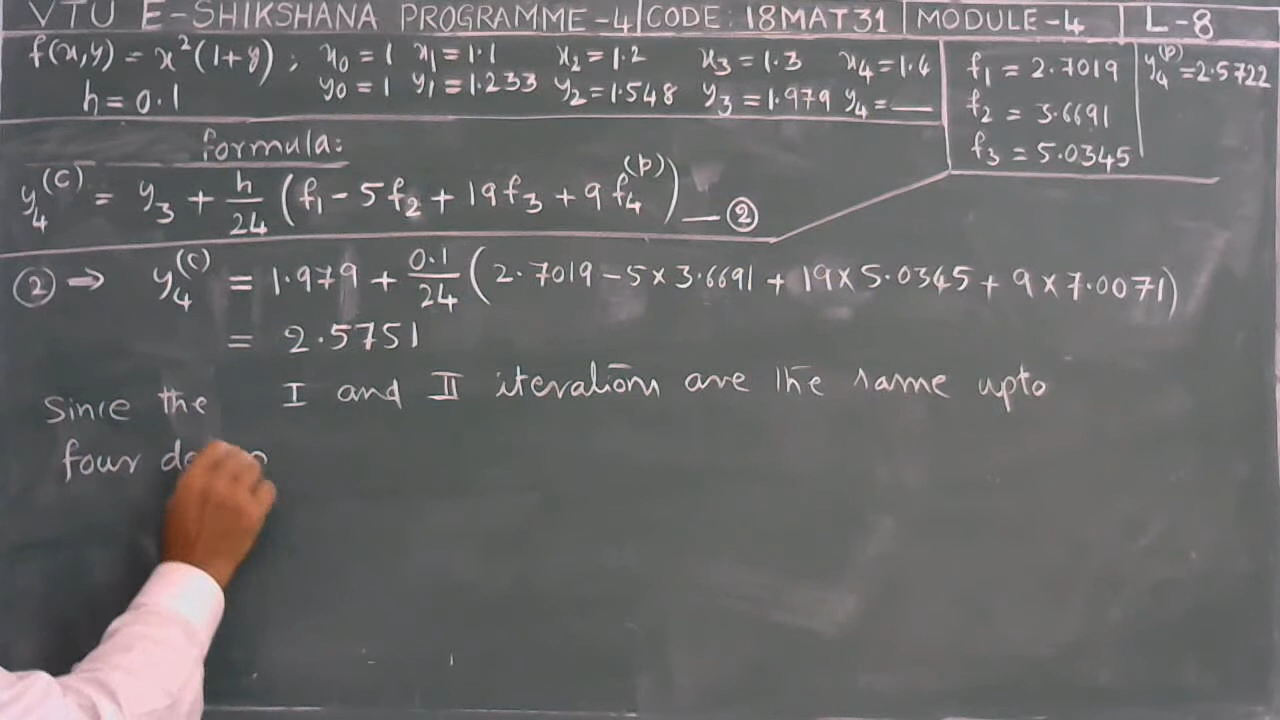 VTU E-SHIKSHANA PROGRAMME-4 CODE: 18MAT31 MODULE-4 L-8
f(x,y) = x²(1+y) ; x₀ = 1 x₁ = 1.1 x₂ = 1.2 x₃ = 1.3 x₄ = 1.4
h = 0.1 y₀ = 1 y₁ = 1.233 y₂ = 1.548 y₃ = 1.979 y₄ = —
f₁ = 2.7019
f₂ = 3.6691
f₃ = 5.0345
y₄⁽ᴾ⁾ = 2.5722
formula:
y₄^(C) = y₃ + h/24 (f₁ - 5f₂ + 19f₃ + 9f₄^(P)) — ②
② ⇒ y₄^(C) = 1.979 + 0.1/24 (2.7019 - 5 × 3.6691 + 19 × 5.0345 + 9 × 7.0071)
= 2.5751
Since the I and II iterations are the same upto
four